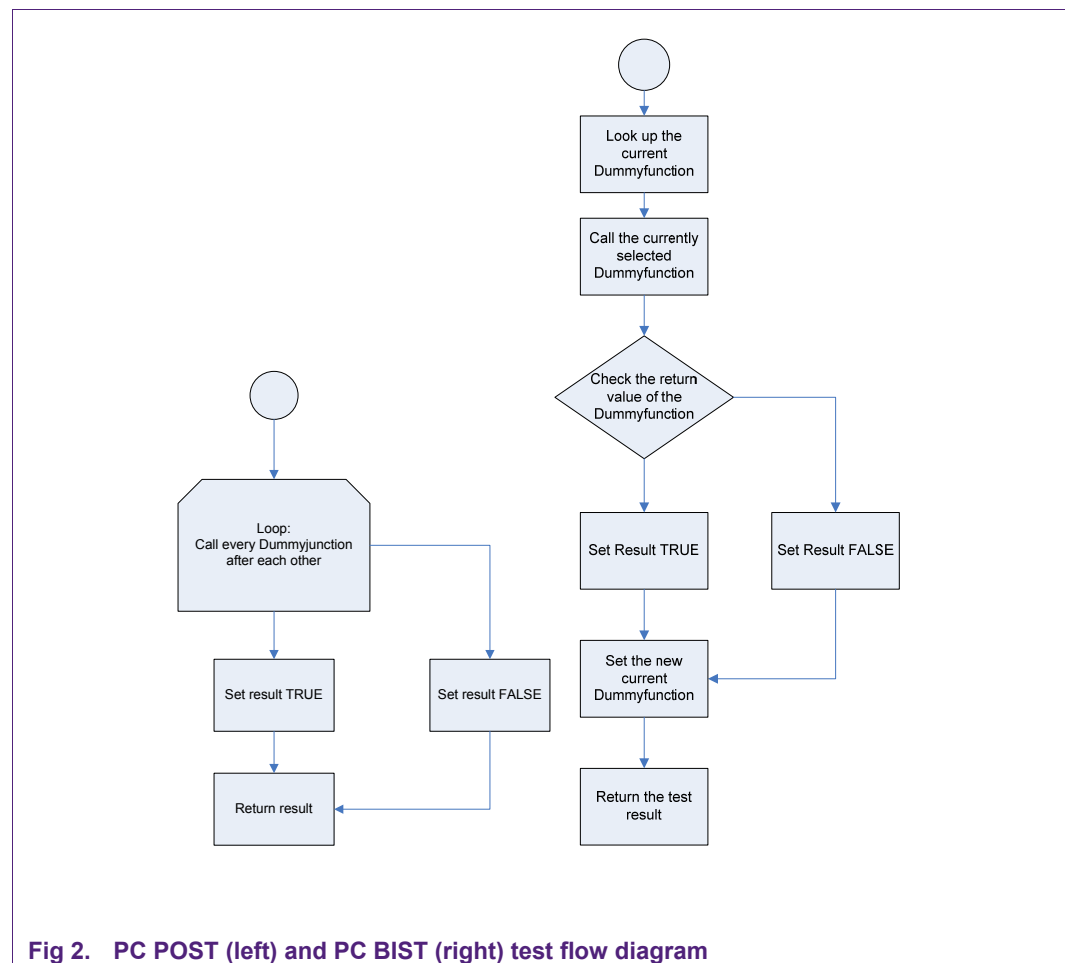 Look up the
current
Dummyfunction
Call the currently
selected
Dummyfunction
Check the return
value of the
Dummyfunction
Loop:
Call every Dummyjunction
after each other
Set Result TRUE
Set Result FALSE
Set result TRUE
Set result FALSE
Set the new
current
Dummyfunction
Return result
Return the test
result
Fig 2. PC POST (left) and PC BIST (right) test flow diagram